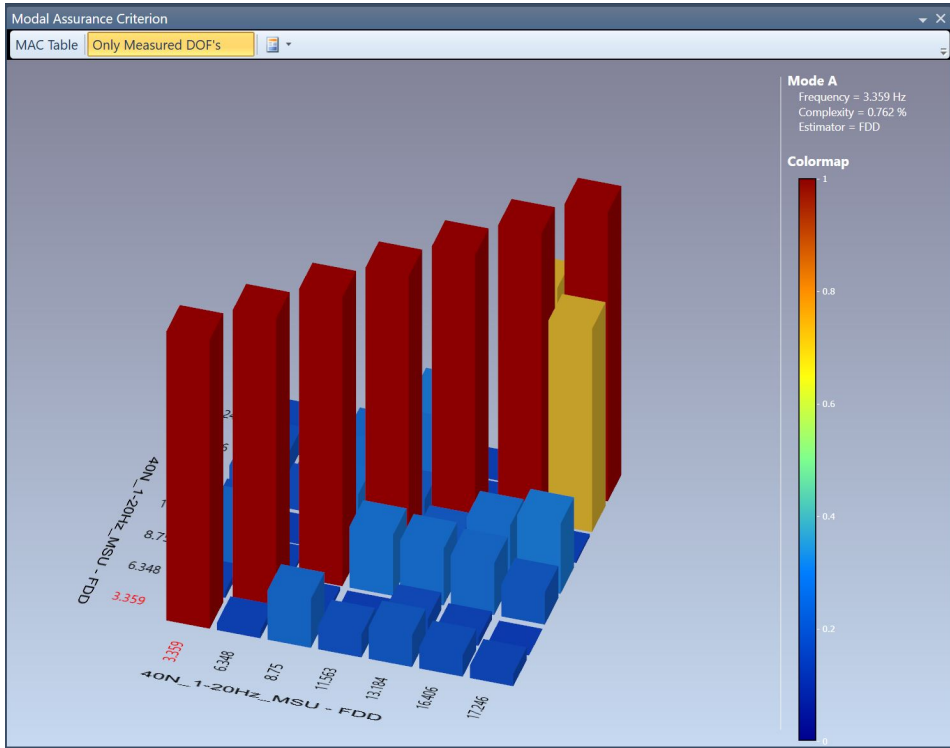 Modal Assurance Criterion
MAC Table Only Measured DOF's
Mode A
Frequency = 3.359 Hz
Complexity = 0.762 %
Estimator = FDD
Colormap
1
0.8
0.6
0.4
0.2
0
40N_1-20Hz_MSU - FDD
8.75
6.348
3.359
3.359
6.348
8.75
11.563
13.184
16.406
17.246
40N_1-20Hz_MSU - FDD